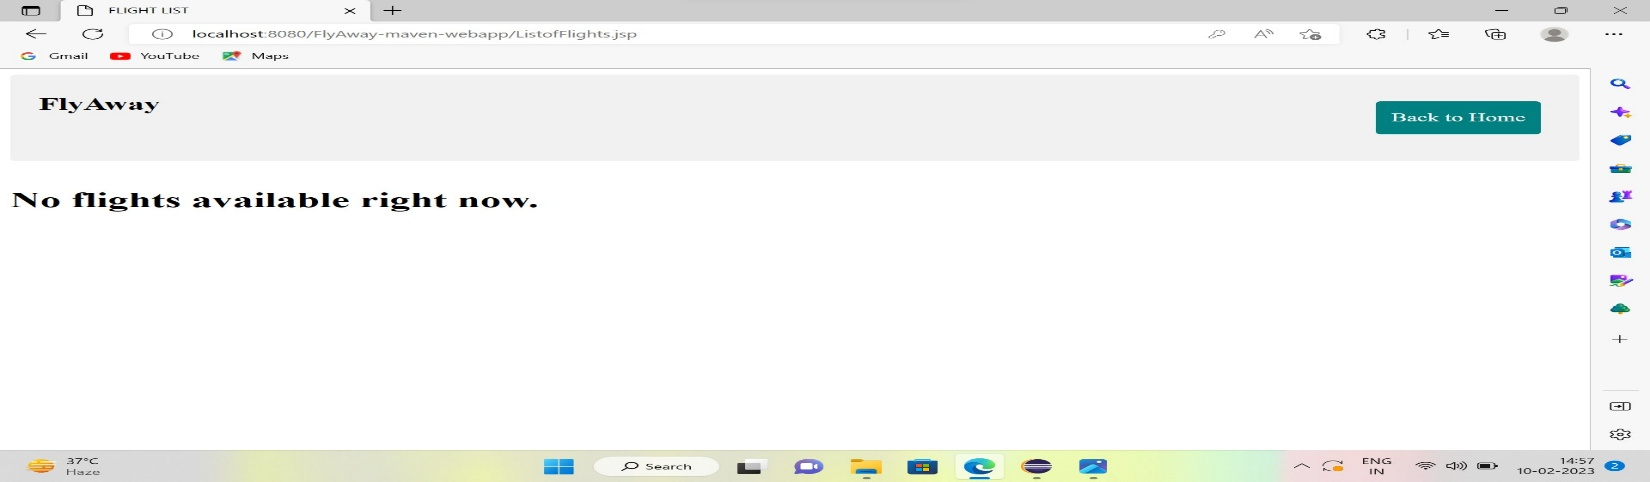 FLIGHT LIST
localhost:8080/FlyAway-maven-webapp/ListofFlights.jsp
Gmail YouTube Maps
FlyAway
Back to Home
No flights available right now.
37°C
Haze
Search
ENG
IN
14:57
10-02-2023
2